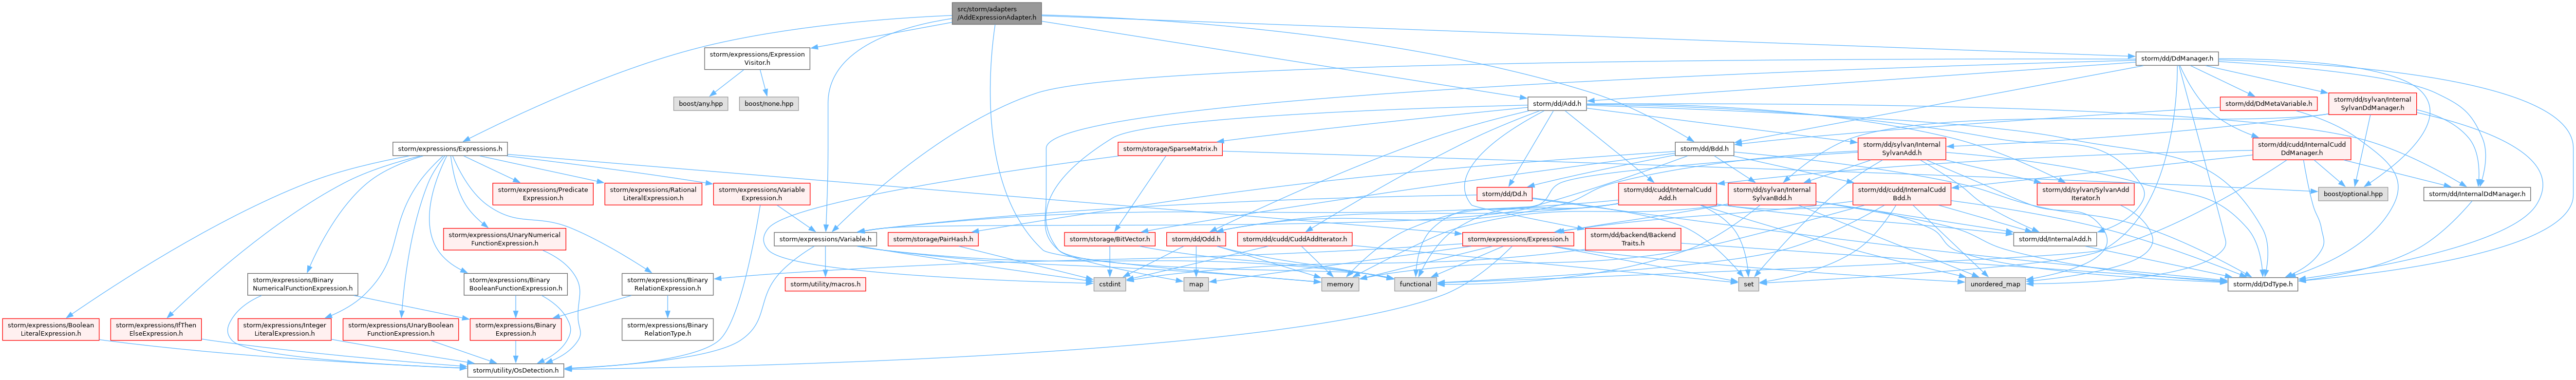 src/storm/adapters
/AddExpressionAdapter.h
storm/expressions/Expression
Visitor.h
storm/dd/DdManager.h
boost/any.hpp
boost/none.hpp
storm/dd/Add.h
storm/dd/DdMetaVariable.h
storm/dd/sylvan/Internal
SylvanDdManager.h
storm/expressions/Expressions.h
storm/storage/SparseMatrix.h
storm/dd/Bdd.h
storm/dd/sylvan/Internal
SylvanAdd.h
storm/dd/cudd/InternalCudd
DdManager.h
storm/expressions/Predicate
Expression.h
storm/expressions/Rational
LiteralExpression.h
storm/expressions/Variable
Expression.h
storm/dd/Dd.h
storm/dd/cudd/InternalCudd
Add.h
storm/dd/sylvan/Internal
SylvanBdd.h
storm/dd/cudd/InternalCudd
Bdd.h
storm/dd/sylvan/SylvanAdd
Iterator.h
boost/optional.hpp
storm/dd/InternalDdManager.h
storm/expressions/UnaryNumerical
FunctionExpression.h
storm/expressions/Variable.h
storm/storage/PairHash.h
storm/storage/BitVector.h
storm/dd/Odd.h
storm/dd/cudd/CuddAddIterator.h
storm/expressions/Expression.h
storm/dd/backend/Backend
Traits.h
storm/dd/InternalAdd.h
storm/expressions/Binary
NumericalFunctionExpression.h
storm/expressions/Binary
BooleanFunctionExpression.h
storm/expressions/Binary
RelationExpression.h
storm/utility/macros.h
cstdint
map
memory
functional
set
unordered_map
storm/dd/DdType.h
storm/expressions/Boolean
LiteralExpression.h
storm/expressions/IfThen
ElseExpression.h
storm/expressions/Integer
LiteralExpression.h
storm/expressions/UnaryBoolean
FunctionExpression.h
storm/expressions/Binary
Expression.h
storm/expressions/Binary
RelationType.h
storm/utility/OsDetection.h